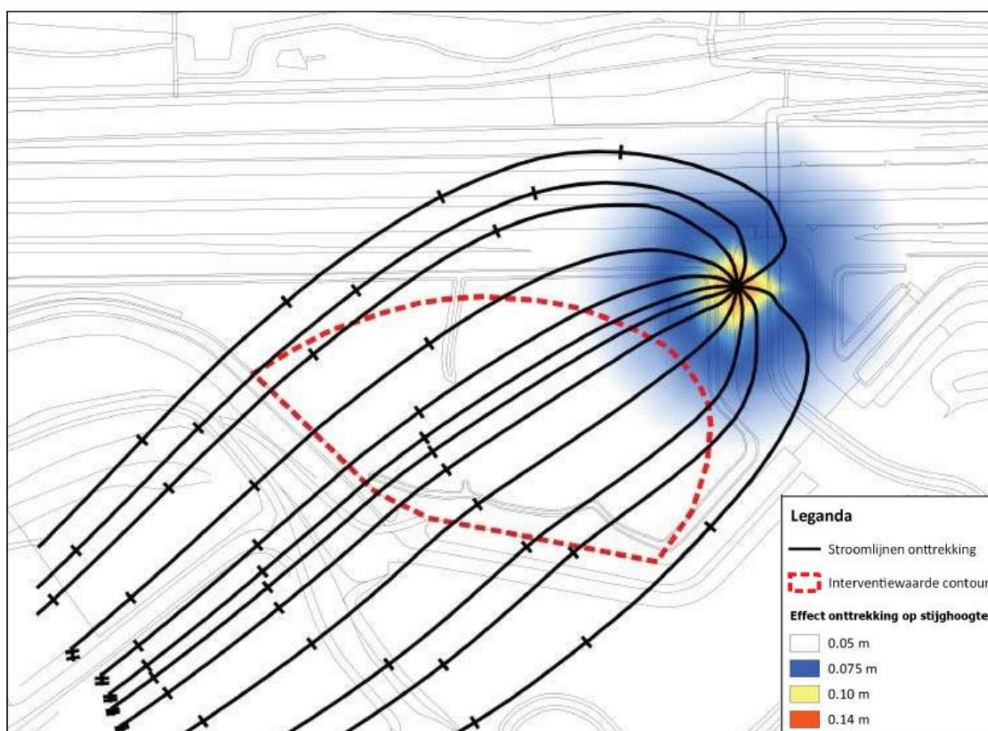 Leganda
Stroomlijnen onttrekking
Interventiewaarde contour
Effect onttrekking op stijghoogte
0.05 m
0.075 m
0.10 m
0.14 m